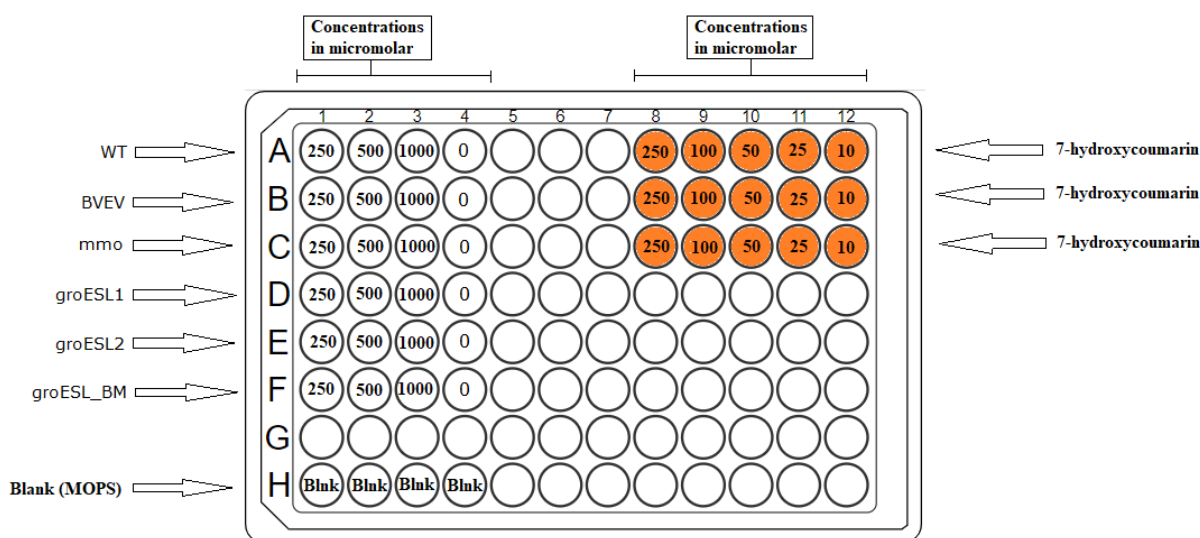 Concentrations
in micromolar
Concentrations
in micromolar
1 2 3 4 5 6 7 8 9 10 11 12
WT A 250 500 1000 0 250 100 50 25 10 7-hydroxycoumarin
BVEV B 250 500 1000 0 250 100 50 25 10 7-hydroxycoumarin
mmo C 250 500 1000 0 250 100 50 25 10 7-hydroxycoumarin
groESL1 D 250 500 1000 0
groESL2 E 250 500 1000 0
groESL_BM F 250 500 1000 0
G
Blank (MOPS) H Blnk Blnk Blnk Blnk